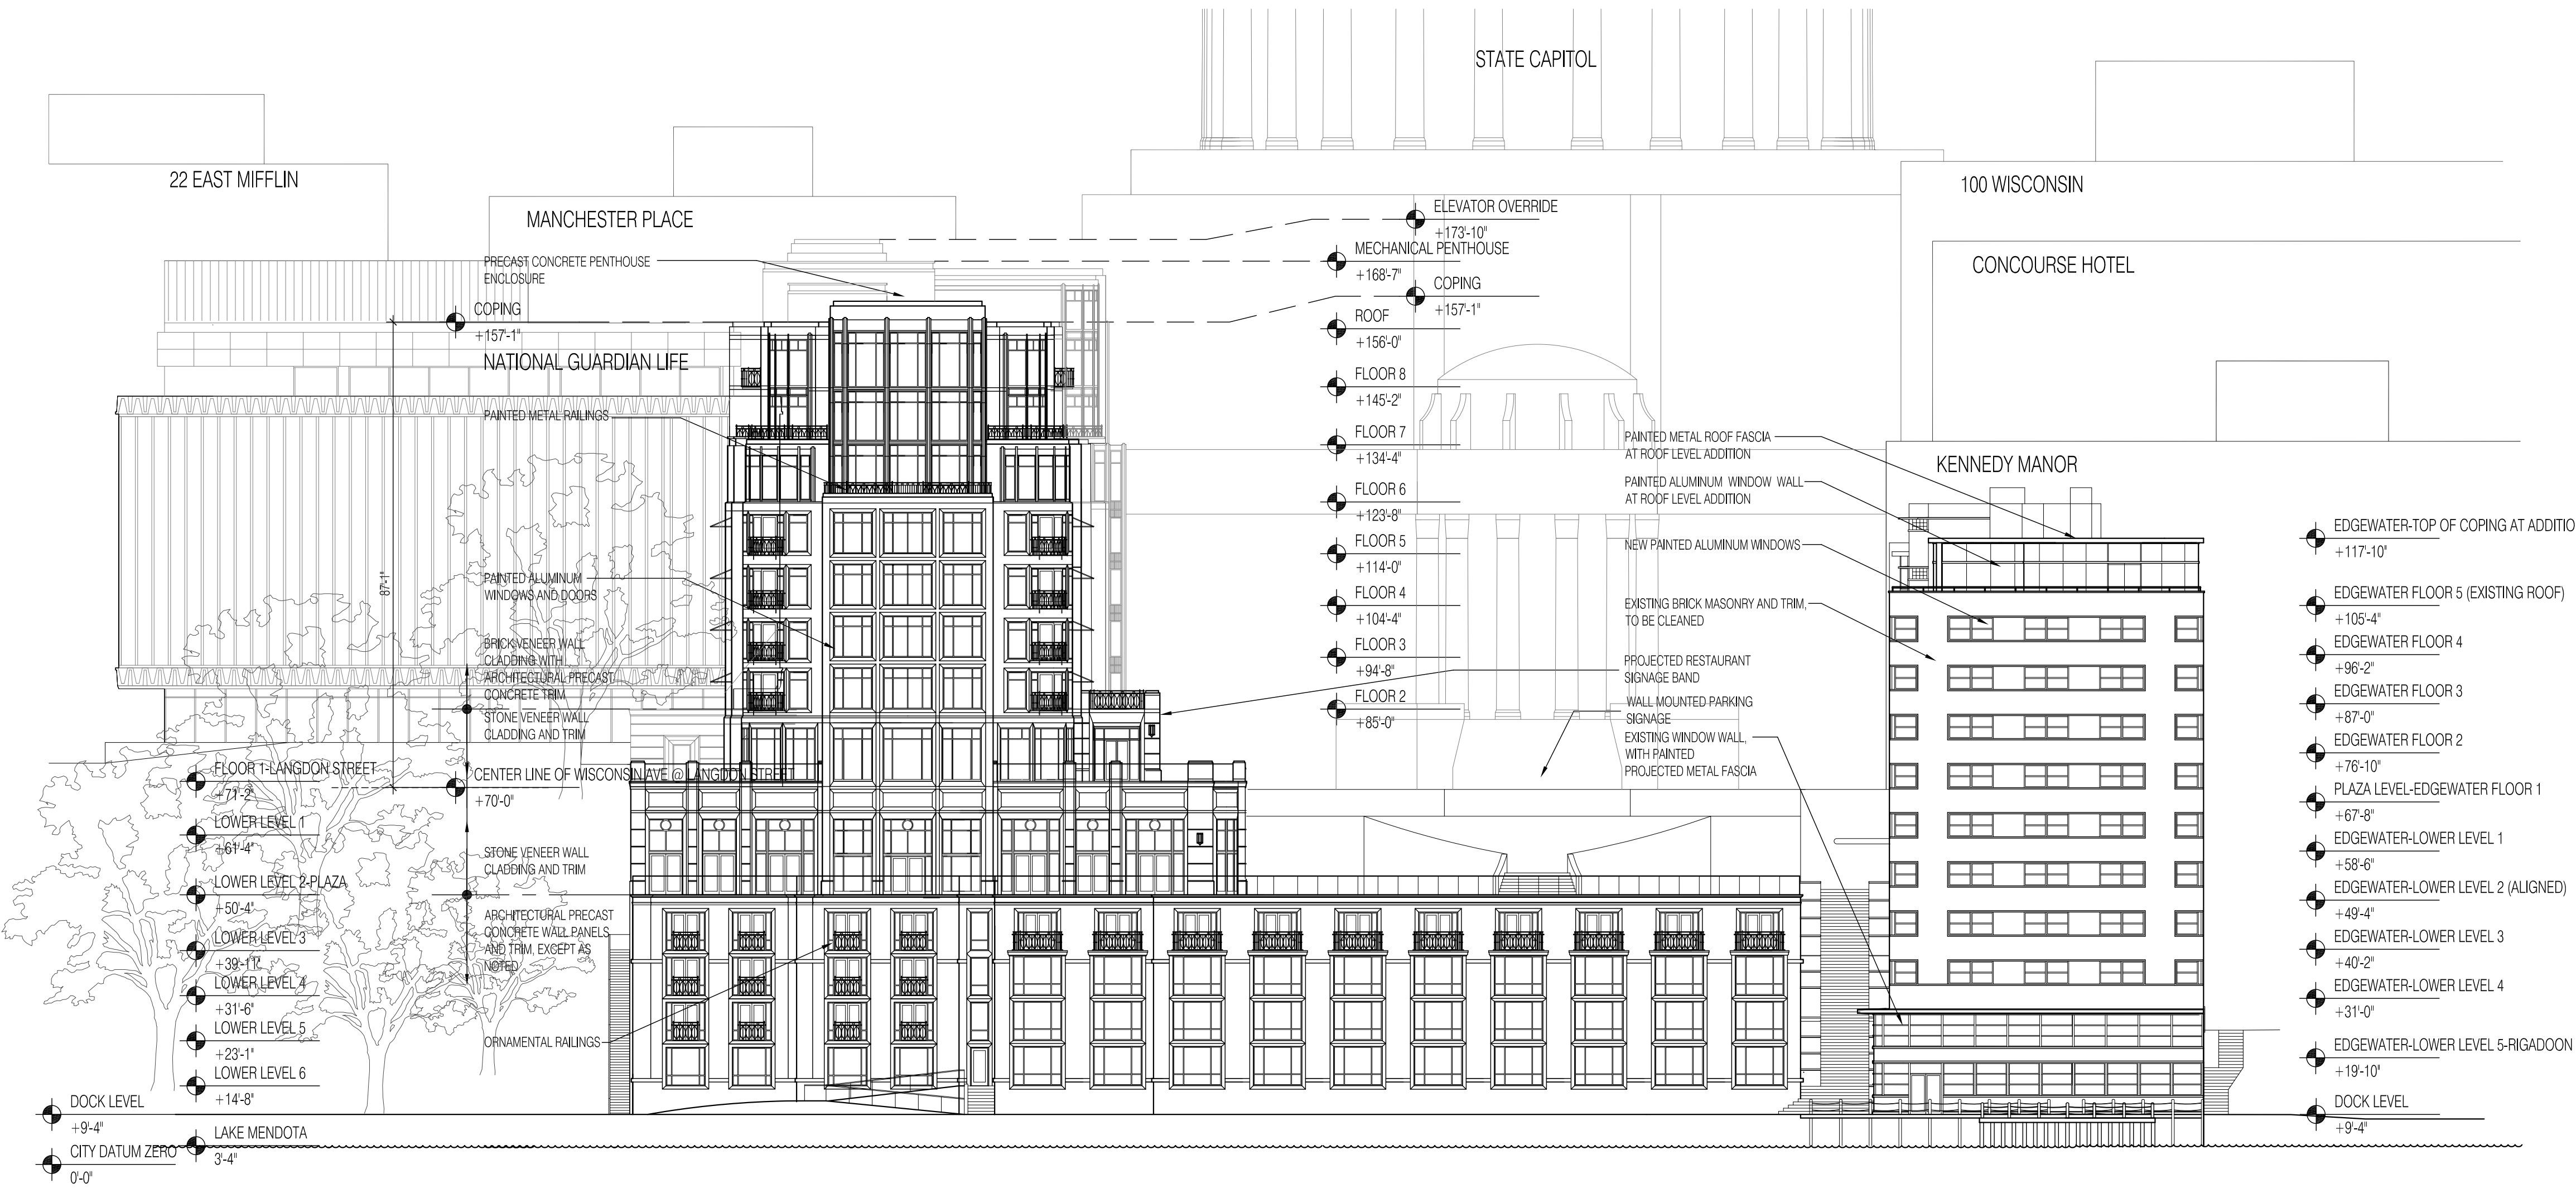 STATE CAPITOL
22 EAST MIFFLIN
MANCHESTER PLACE
100 WISCONSIN
CONCOURSE HOTEL
KENNEDY MANOR
NATIONAL GUARDIAN LIFE
PRECAST CONCRETE PENTHOUSE
ENCLOSURE
COPING
+157'-1"
87'-1"
PAINTED METAL RAILINGS
PAINTED ALUMINUM
WINDOWS AND DOORS
BRICK VENEER WALL
CLADDING WITH
ARCHITECTURAL PRECAST
CONCRETE TRIM
STONE VENEER WALL
CLADDING AND TRIM
CENTER LINE OF WISCONSIN AVE @ LANGDON STREET
+70'-0"
STONE VENEER WALL
CLADDING AND TRIM
ARCHITECTURAL PRECAST
CONCRETE WALL PANELS
AND TRIM, EXCEPT AS
NOTED
ORNAMENTAL RAILINGS
FLOOR 1-LANGDON STREET
+71'-2"
LOWER LEVEL 1
+61'-4"
LOWER LEVEL 2-PLAZA
+50'-4"
LOWER LEVEL 3
+39'-11"
LOWER LEVEL 4
+31'-6"
LOWER LEVEL 5
+23'-1"
LOWER LEVEL 6
+14'-8"
DOCK LEVEL
+9'-4"
LAKE MENDOTA
3'-4"
CITY DATUM ZERO
0'-0"
ELEVATOR OVERRIDE
+173'-10"
MECHANICAL PENTHOUSE
+168'-7"
COPING
+157'-1"
ROOF
+156'-0"
FLOOR 8
+145'-2"
FLOOR 7
+134'-4"
FLOOR 6
+123'-8"
FLOOR 5
+114'-0"
FLOOR 4
+104'-4"
FLOOR 3
+94'-8"
FLOOR 2
+85'-0"
PAINTED METAL ROOF FASCIA
AT ROOF LEVEL ADDITION
PAINTED ALUMINUM WINDOW WALL
AT ROOF LEVEL ADDITION
NEW PAINTED ALUMINUM WINDOWS
EXISTING BRICK MASONRY AND TRIM,
TO BE CLEANED
PROJECTED RESTAURANT
SIGNAGE BAND
WALL MOUNTED PARKING
SIGNAGE
EXISTING WINDOW WALL,
WITH PAINTED
PROJECTED METAL FASCIA
EDGEWATER-TOP OF COPING AT ADDITIO
+117'-10"
EDGEWATER FLOOR 5 (EXISTING ROOF)
+105'-4"
EDGEWATER FLOOR 4
+96'-2"
EDGEWATER FLOOR 3
+87'-0"
EDGEWATER FLOOR 2
+76'-10"
PLAZA LEVEL-EDGEWATER FLOOR 1
+67'-8"
EDGEWATER-LOWER LEVEL 1
+58'-6"
EDGEWATER-LOWER LEVEL 2 (ALIGNED)
+49'-4"
EDGEWATER-LOWER LEVEL 3
+40'-2"
EDGEWATER-LOWER LEVEL 4
+31'-0"
EDGEWATER-LOWER LEVEL 5-RIGADOON
+19'-10"
DOCK LEVEL
+9'-4"